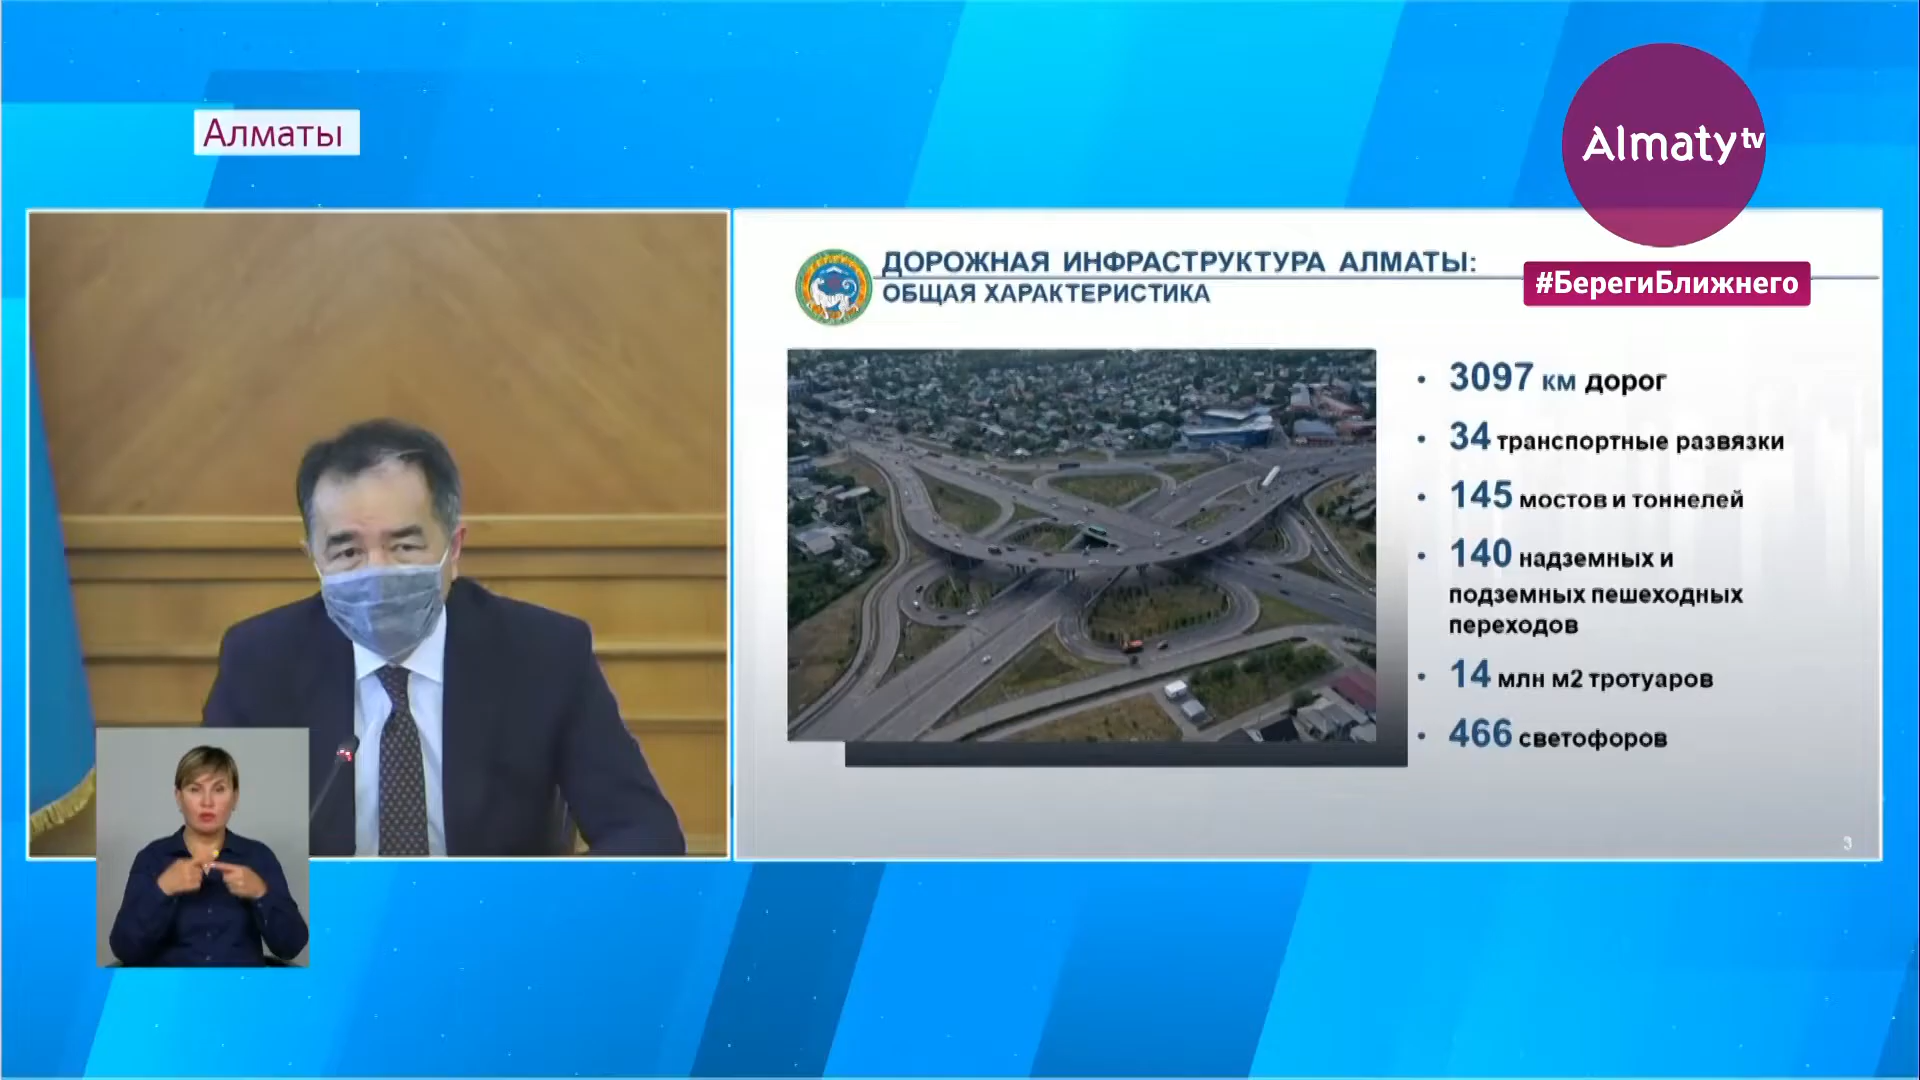 Алматы
Almaty tv
#БерегиБлижнего
ДОРОЖНАЯ ИНФРАСТРУКТУРА АЛМАТЫ:
ОБЩАЯ ХАРАКТЕРИСТИКА
• 3097 км дорог
• 34 транспортные развязки
• 145 мостов и тоннелей
• 140 надземных и
подземных пешеходных
переходов
• 14 млн м2 тротуаров
• 466 светофоров
3